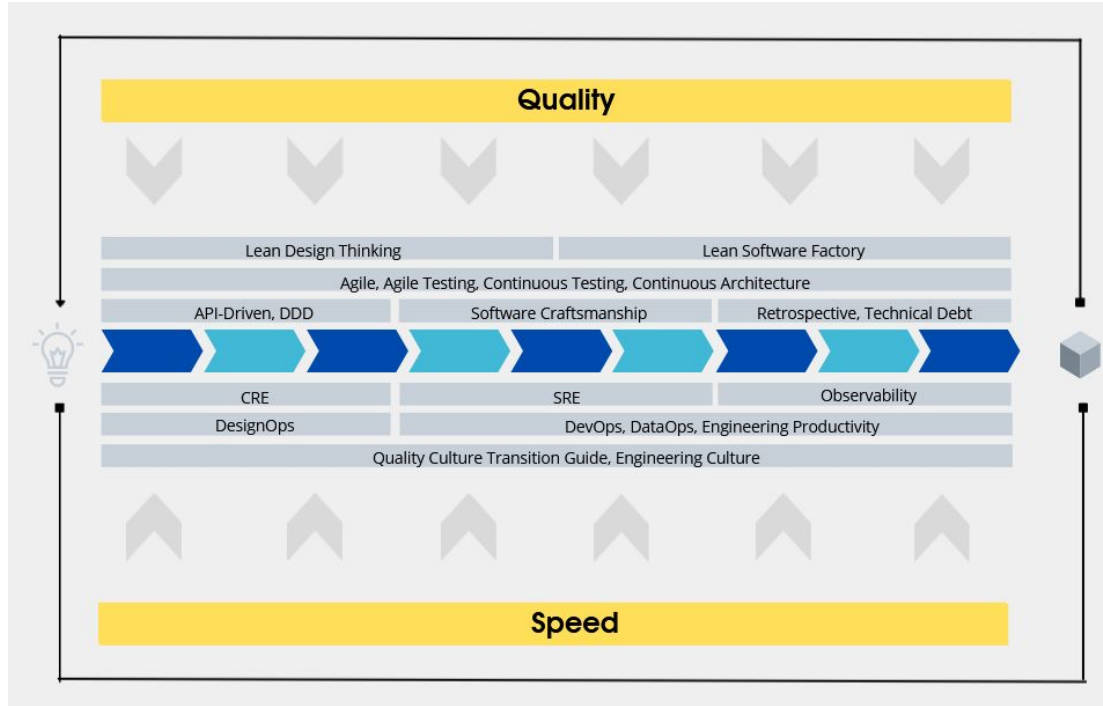 Quality
Lean Design Thinking
Lean Software Factory
Agile, Agile Testing, Continuous Testing, Continuous Architecture
API-Driven, DDD
Software Craftsmanship
Retrospective, Technical Debt
CRE
SRE
Observability
DesignOps
DevOps, DataOps, Engineering Productivity
Quality Culture Transition Guide, Engineering Culture
Speed